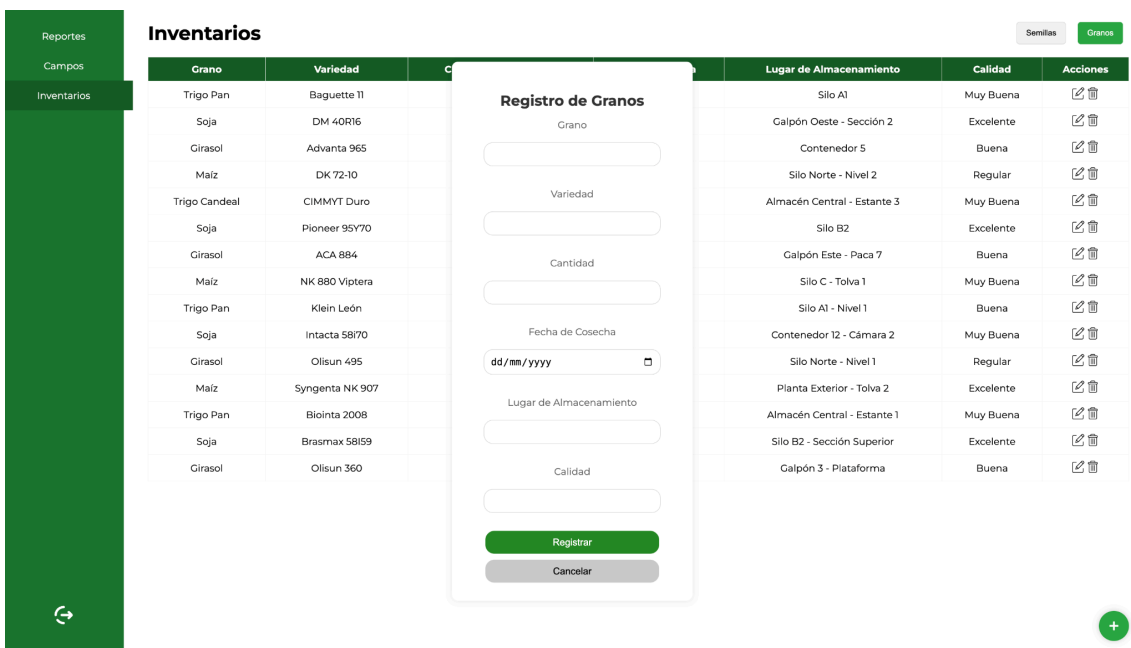 Reportes
Campos
Inventarios
Inventarios
Semillas
Granos
Grano Variedad Lugar de Almacenamiento Calidad Acciones
Trigo Pan Baguette 11 Silo A1 Muy Buena
Soja DM 40R16 Galpón Oeste - Sección 2 Excelente
Girasol Advanta 965 Contenedor 5 Buena
Maíz DK 72-10 Silo Norte - Nivel 2 Regular
Trigo Candeal CIMMYT Duro Almacén Central - Estante 3 Muy Buena
Soja Pioneer 95Y70 Silo B2 Excelente
Girasol ACA 884 Galpón Este - Paca 7 Buena
Maíz NK 880 Viptera Silo C - Tolva 1 Muy Buena
Trigo Pan Klein León Silo A1 - Nivel 1 Buena
Soja Intacta 58i70 Contenedor 12 - Cámara 2 Muy Buena
Girasol Olisun 495 Silo Norte - Nivel 1 Regular
Maíz Syngenta NK 907 Planta Exterior - Tolva 2 Excelente
Trigo Pan Biointa 2008 Almacén Central - Estante 1 Muy Buena
Soja Brasmax 58I59 Silo B2 - Sección Superior Excelente
Girasol Olisun 360 Galpón 3 - Plataforma Buena
Registro de Granos
Grano
Variedad
Cantidad
Fecha de Cosecha
dd/mm/yyyy
Lugar de Almacenamiento
Calidad
Registrar
Cancelar
+